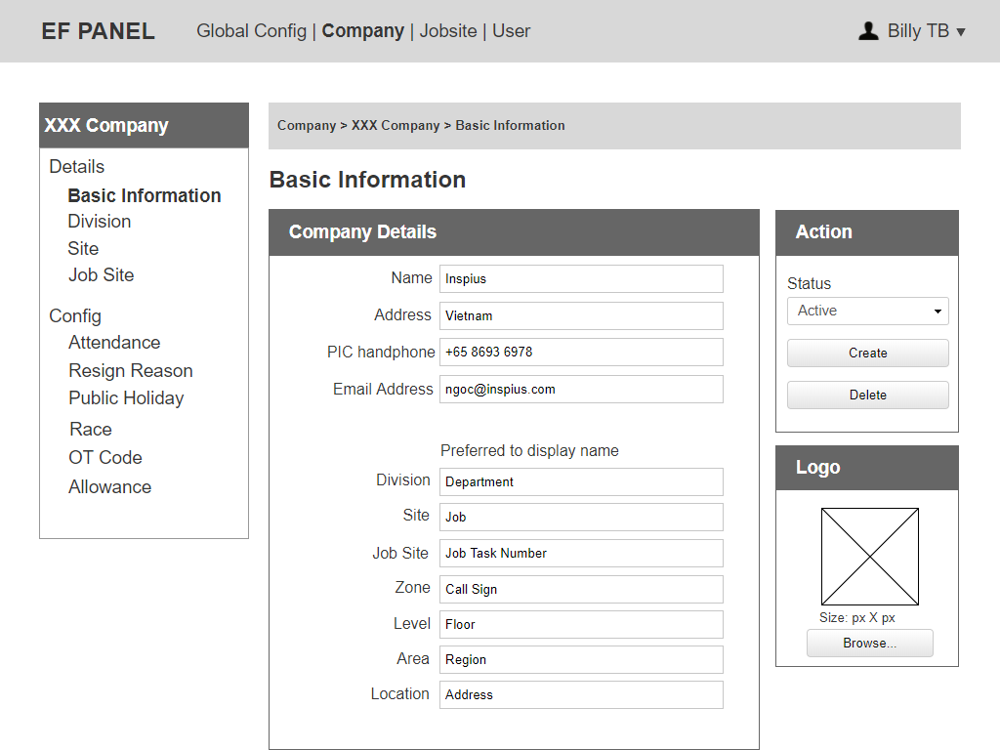 EF PANEL Global Config | Company | Jobsite | User Billy TB ▼
XXX Company
Details
Basic Information
Division
Site
Job Site
Config
Attendance
Resign Reason
Public Holiday
Race
OT Code
Allowance
Company > XXX Company > Basic Information
Basic Information
Company Details
Name Inspius
Address Vietnam
PIC handphone +65 8693 6978
Email Address ngoc@inspius.com
Preferred to display name
Division Department
Site Job
Job Site Job Task Number
Zone Call Sign
Level Floor
Area Region
Location Address
Action
Status
Active
Create
Delete
Logo
Size: px X px
Browse...